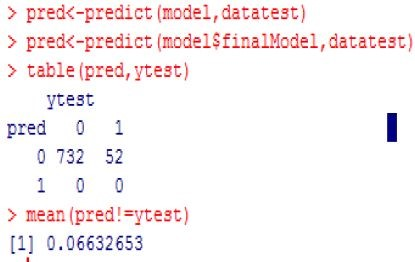 > pred<-predict(model,datatest)
> pred<-predict(model$finalModel,datatest)
> table(pred,ytest)
    ytest
pred   0   1
   0 732  52
   1   0   0
> mean(pred!=ytest)
[1] 0.06632653